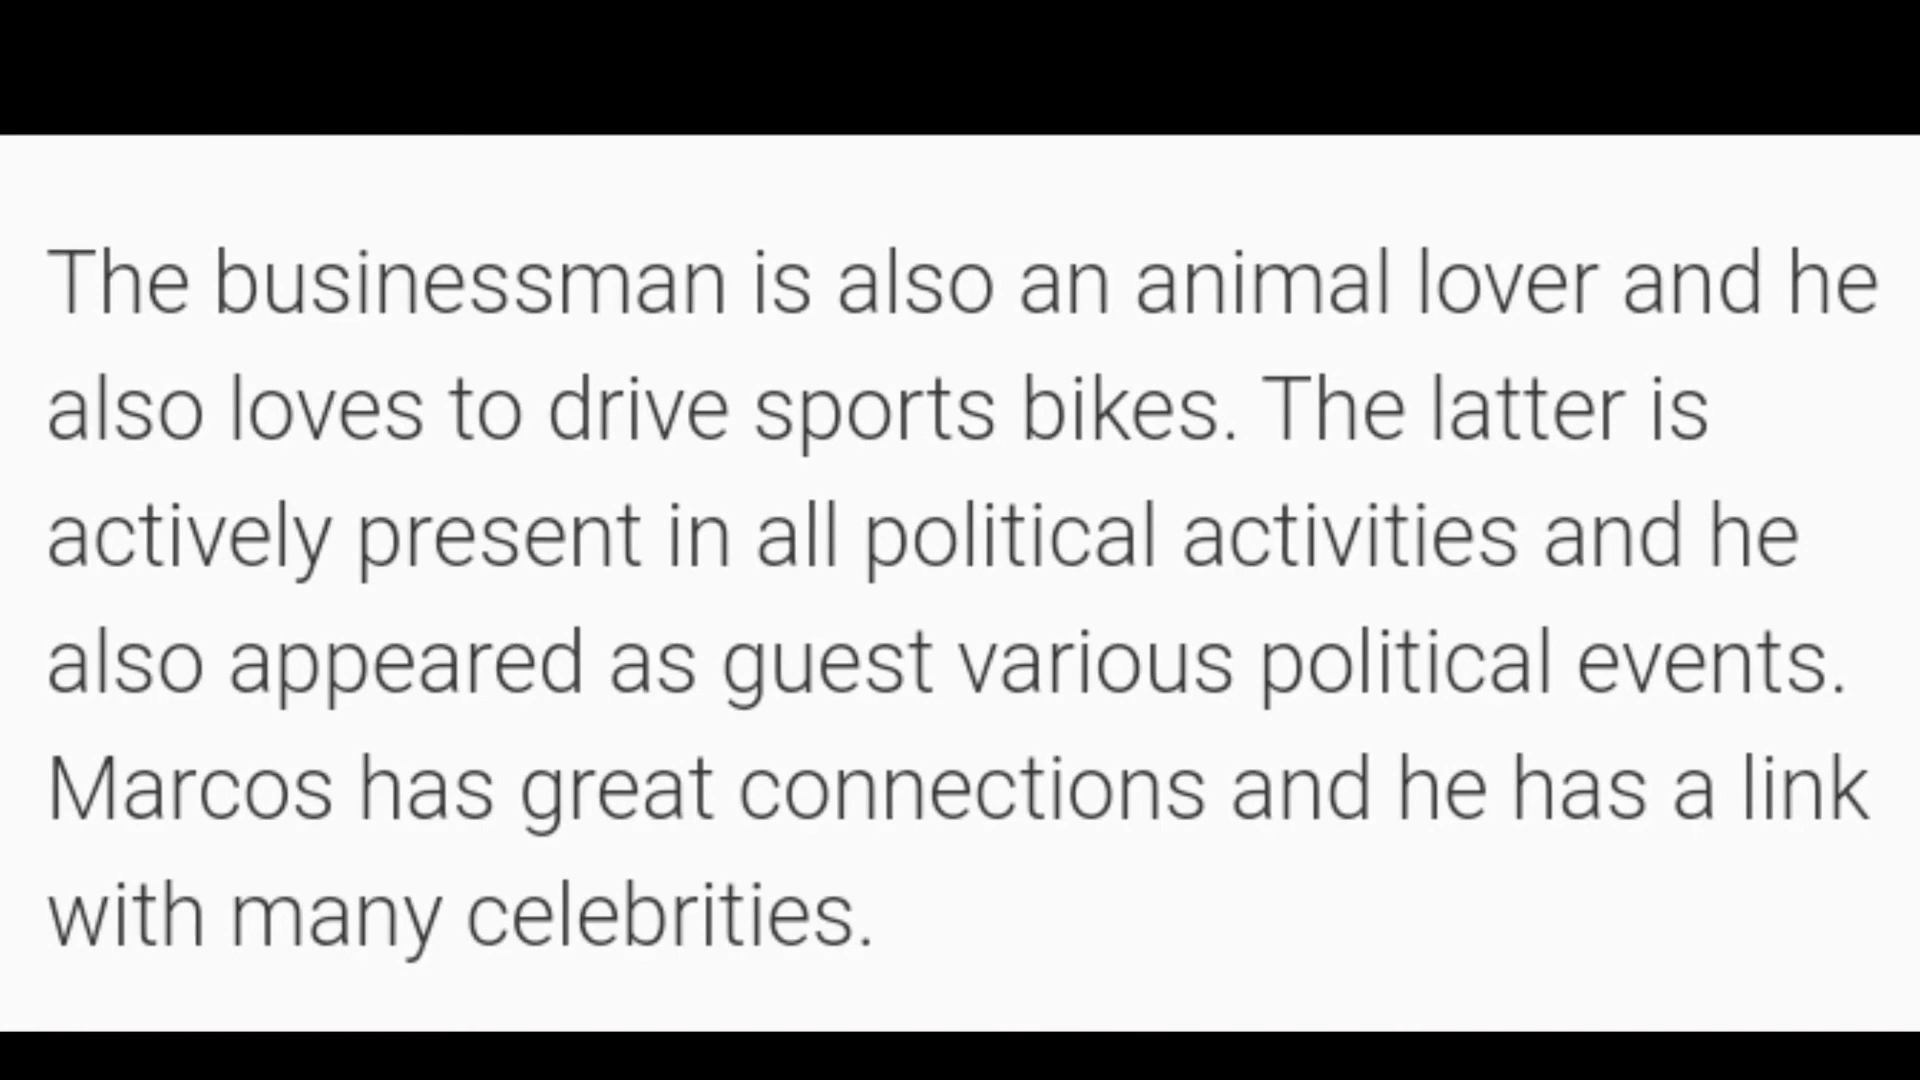 The businessman is also an animal lover and he
also loves to drive sports bikes. The latter is
actively present in all political activities and he
also appeared as guest various political events.
Marcos has great connections and he has a link
with many celebrities.